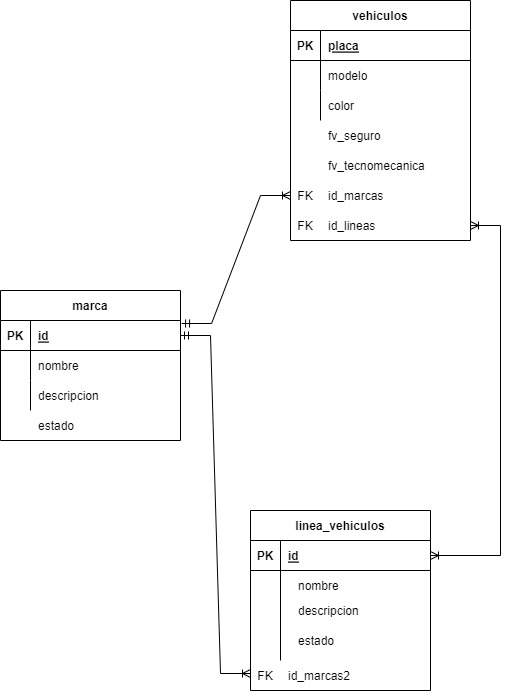 vehiculos
PK placa
modelo
color
fv_seguro
fv_tecnomecanica
FK id_marcas
FK id_lineas
marca
PK id
nombre
descripcion
estado
linea_vehiculos
PK id
nombre
descripcion
estado
FK id_marcas2